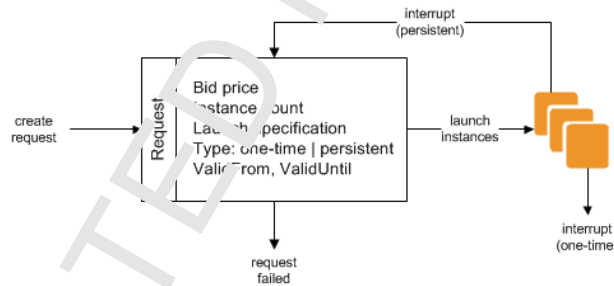 interrupt
(persistent)
Bid price
Instance count
Launch specification
Type: one-time | persistent
ValidFrom, ValidUntil
Request
create
request
launch
instances
request
failed
interrupt
(one-time
TED